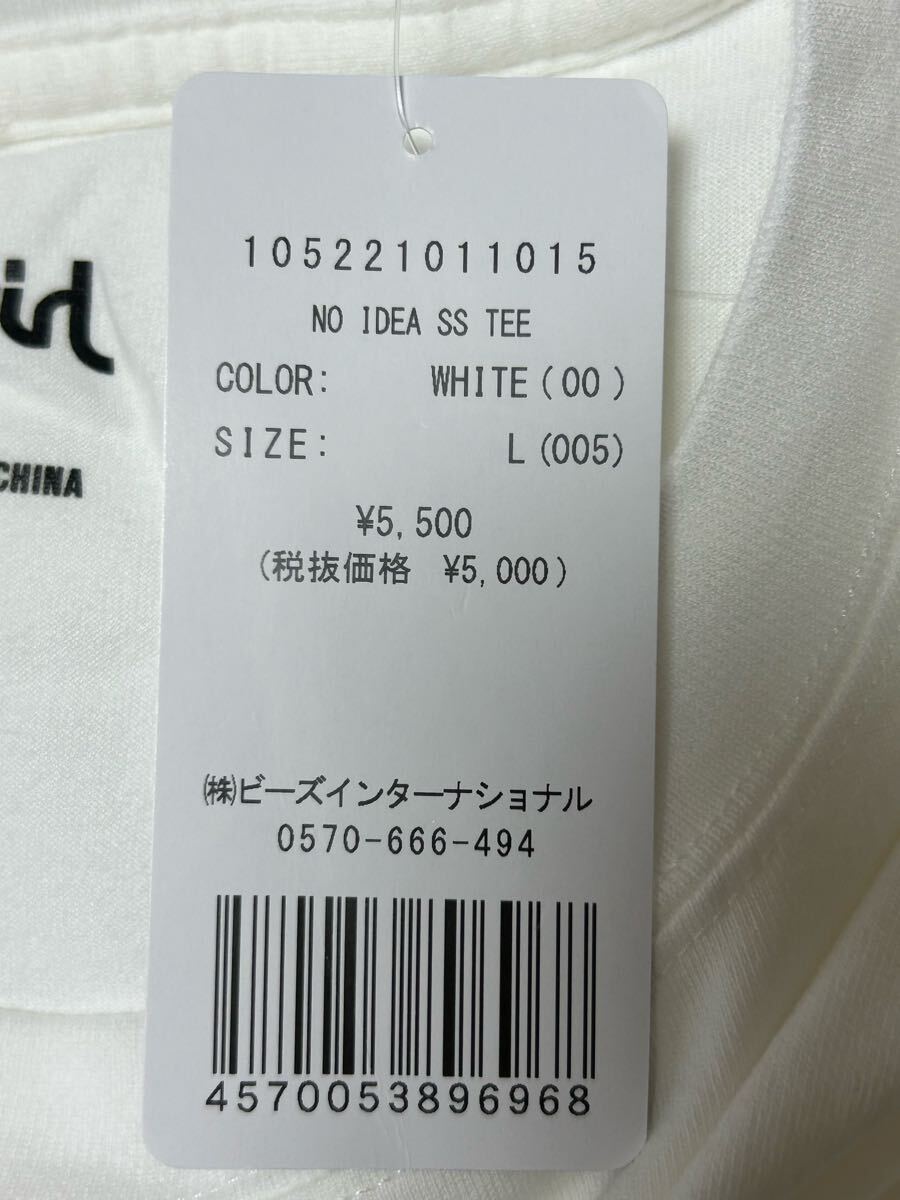 105221011015
NO IDEA SS TEE
COLOR: WHITE(00)
SIZE: L(005)
¥5,500
(税抜価格 ¥5,000)
CHINA
㈱ビーズインターナショナル
0570-666-494
4570053896968